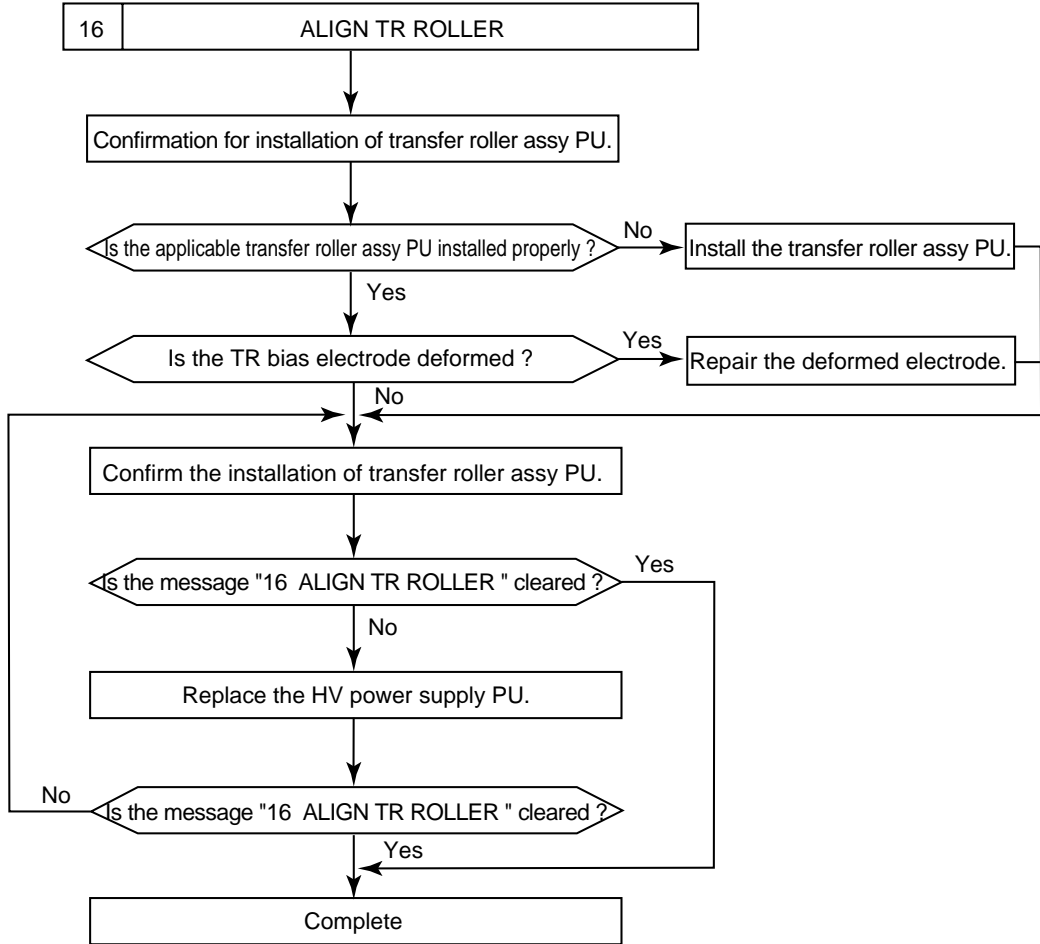 16 ALIGN TR ROLLER
Confirmation for installation of transfer roller assy PU.
Is the applicable transfer roller assy PU installed properly ?
No
Install the transfer roller assy PU.
Yes
Is the TR bias electrode deformed ?
Yes
Repair the deformed electrode.
No
Confirm the installation of transfer roller assy PU.
Is the message "16 ALIGN TR ROLLER " cleared ?
Yes
No
Replace the HV power supply PU.
No
Is the message "16 ALIGN TR ROLLER " cleared ?
Yes
Complete